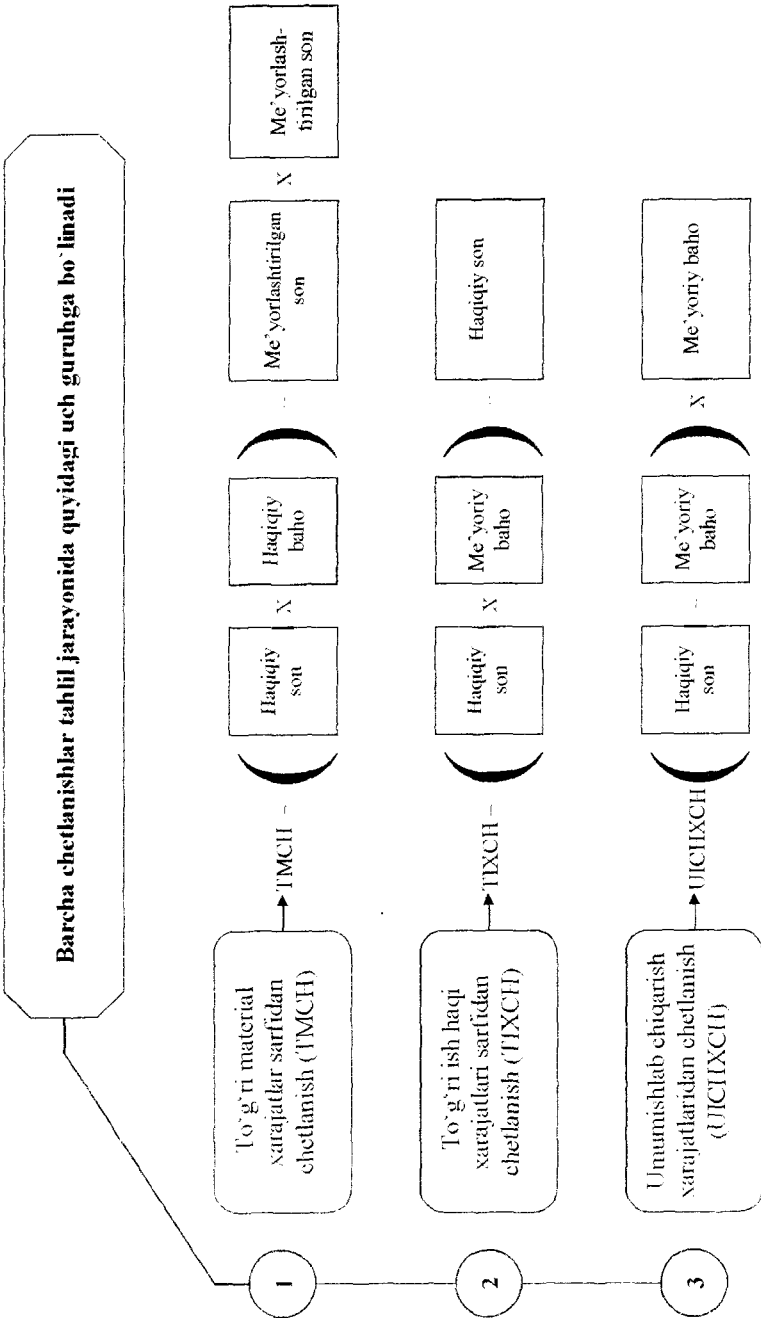 Barcha chetlanishlar tahlil jarayonida quyidagi uch guruhga bo`linadi
1
To`g`ri material
xarajatlar sarfidan
chetlanish (TMCH)
TMCH -
(
Haqiqiy
son
X
Haqiqiy
baho
)
-
Me'yorlashtirilgan
son
X
Me'yorlash-
tirilgan son
2
To`g`ri ish haqi
xarajatlari sarfidan
chetlanish (TIXCH)
TIXCH -
(
Haqiqiy
son
X
Me'yoriy
baho
)
-
Haqiqiy son
3
Umumishlab chiqarish
xarajatlaridan chetlanish
(UICHXCH)
UICHXCH
(
Haqiqiy
son
-
Me'yoriy
baho
)
X
Me'yoriy baho